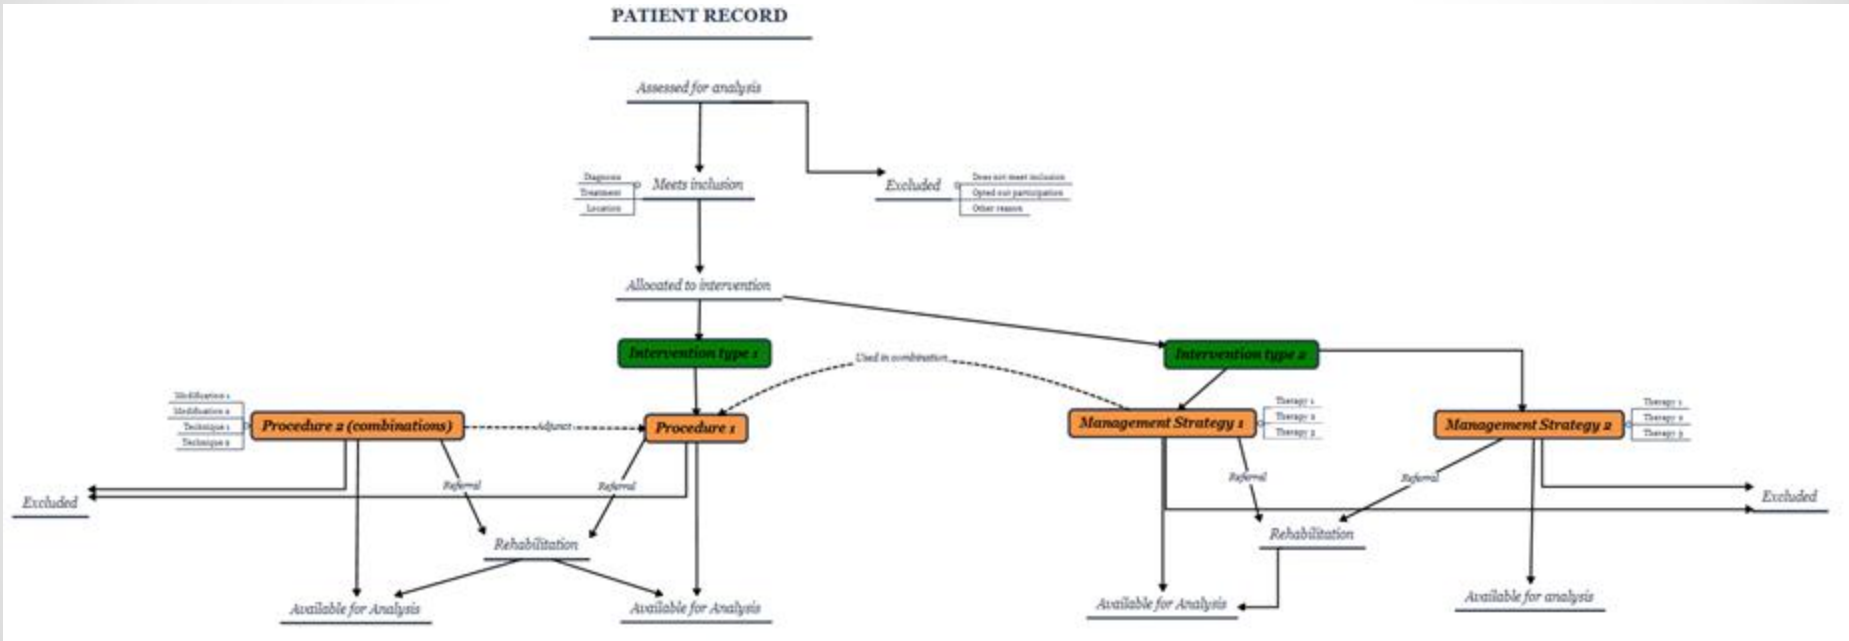 PATIENT RECORD
Assessed for analysis
Diagnosis
Treatment
Location
Meets inclusion
Excluded
Does not meet inclusion
Opted out participation
Other reason
Allocated to intervention
Intervention type 1
Used in combination
Intervention type 2
Modification 1
Modification 2
Technique 1
Technique 2
Procedure 2 (combinations)
Adjunct
Procedure 1
Management Strategy 1
Therapy 1
Therapy 2
Therapy 3
Management Strategy 2
Therapy 1
Therapy 2
Therapy 3
Referral
Referral
Referral
Referral
Excluded
Excluded
Rehabilitation
Rehabilitation
Available for Analysis
Available for Analysis
Available for Analysis
Available for analysis